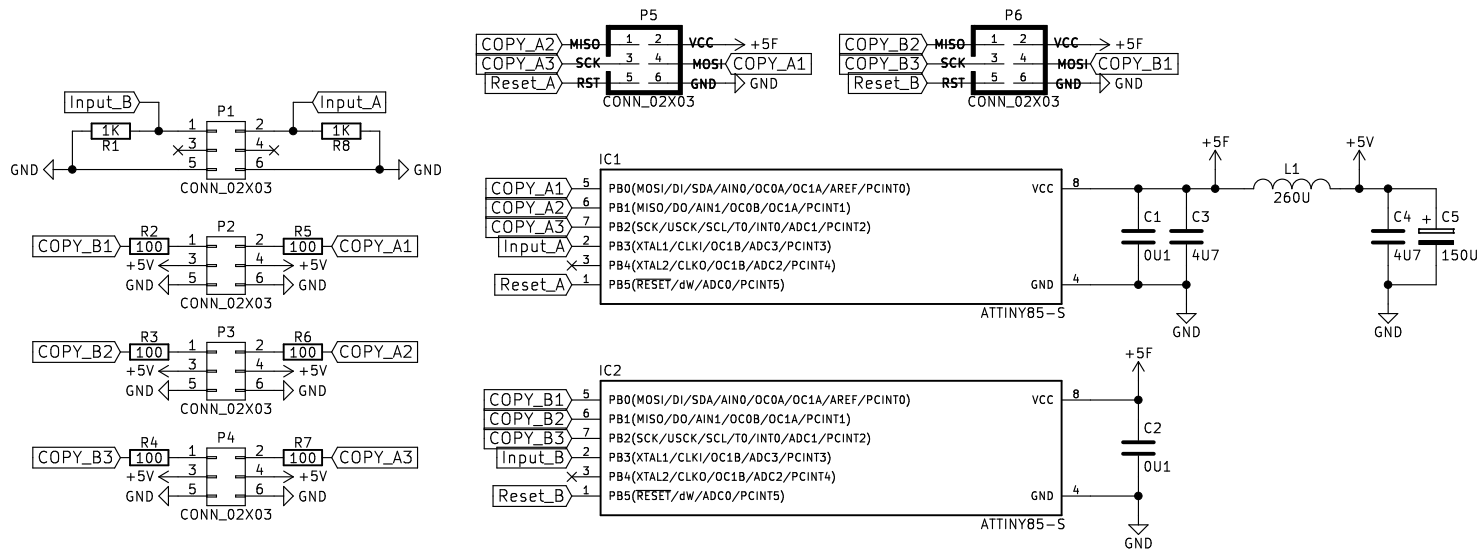 P5
COPY_A2 MISO 1 2 VCC +5F
COPY_A3 SCK 3 4 MOSI COPY_A1
Reset_A RST 5 6 GND GND
CONN_02X03
P6
COPY_B2 MISO 1 2 VCC +5F
COPY_B3 SCK 3 4 MOSI COPY_B1
Reset_B RST 5 6 GND GND
CONN_02X03
Input_B P1 Input_A
1K 1 2 1K
R1 3 4 R8
GND 5 6 GND
CONN_02X03
R2 P2 R5
COPY_B1 100 1 2 100 COPY_A1
+5V 3 4 +5V
GND 5 6 GND
CONN_02X03
R3 P3 R6
COPY_B2 100 1 2 100 COPY_A2
+5V 3 4 +5V
GND 5 6 GND
CONN_02X03
R4 P4 R7
COPY_B3 100 1 2 100 COPY_A3
+5V 3 4 +5V
GND 5 6 GND
CONN_02X03
IC1
COPY_A1 5 PB0(MOSI/DI/SDA/AIN0/OC0A/OC1A/AREF/PCINT0) VCC 8
COPY_A2 6 PB1(MISO/DO/AIN1/OC0B/OC1A/PCINT1)
COPY_A3 7 PB2(SCK/USCK/SCL/T0/INT0/ADC1/PCINT2)
Input_A 2 PB3(XTAL1/CLKI/OC1B/ADC3/PCINT3)
3 PB4(XTAL2/CLKO/OC1B/ADC2/PCINT4)
Reset_A 1 PB5(RESET/dW/ADC0/PCINT5) GND 4
ATTINY85-S
+5F +5V
L1
260U
C1 C3 C4 + C5
0U1 4U7 4U7 150U
GND GND
IC2
COPY_B1 5 PB0(MOSI/DI/SDA/AIN0/OC0A/OC1A/AREF/PCINT0) VCC 8
COPY_B2 6 PB1(MISO/DO/AIN1/OC0B/OC1A/PCINT1)
COPY_B3 7 PB2(SCK/USCK/SCL/T0/INT0/ADC1/PCINT2)
Input_B 2 PB3(XTAL1/CLKI/OC1B/ADC3/PCINT3)
3 PB4(XTAL2/CLKO/OC1B/ADC2/PCINT4)
Reset_B 1 PB5(RESET/dW/ADC0/PCINT5) GND 4
ATTINY85-S
+5F
C2
0U1
GND